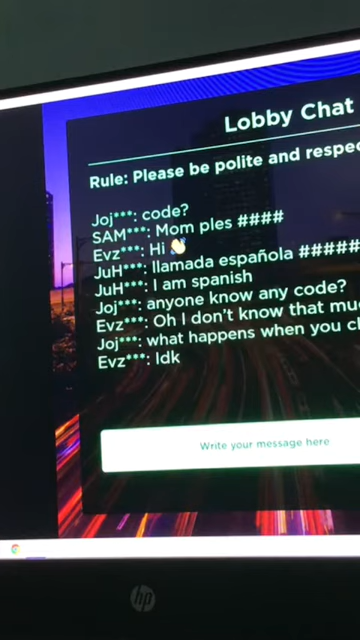 Lobby Chat
Rule: Please be polite and
Joj***: code?
SAM***: Mom ples ####
Evz***: Hi 👋
JuH***: llamada española #####
JuH***: I am spanish
Joj***: anyone know any code?
Evz***: Oh I don't know that
Joj***: what happens when you
Evz***: Idk
Write your message here
hp